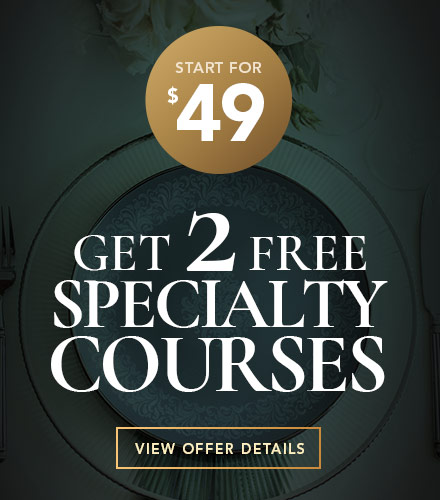 START FOR
$49
GET 2 FREE
SPECIALTY
COURSES
VIEW OFFER DETAILS